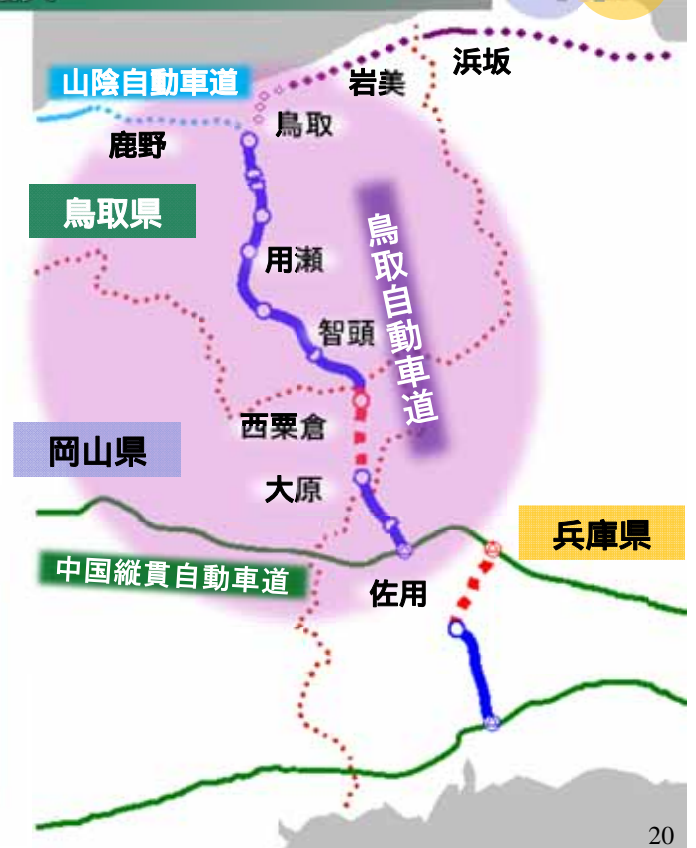 浜坂
岩美
山陰自動車道
鳥取
鹿野
鳥取県
鳥取自動車道
用瀬
智頭
西粟倉
岡山県
大原
兵庫県
中国縦貫自動車道
佐用
20